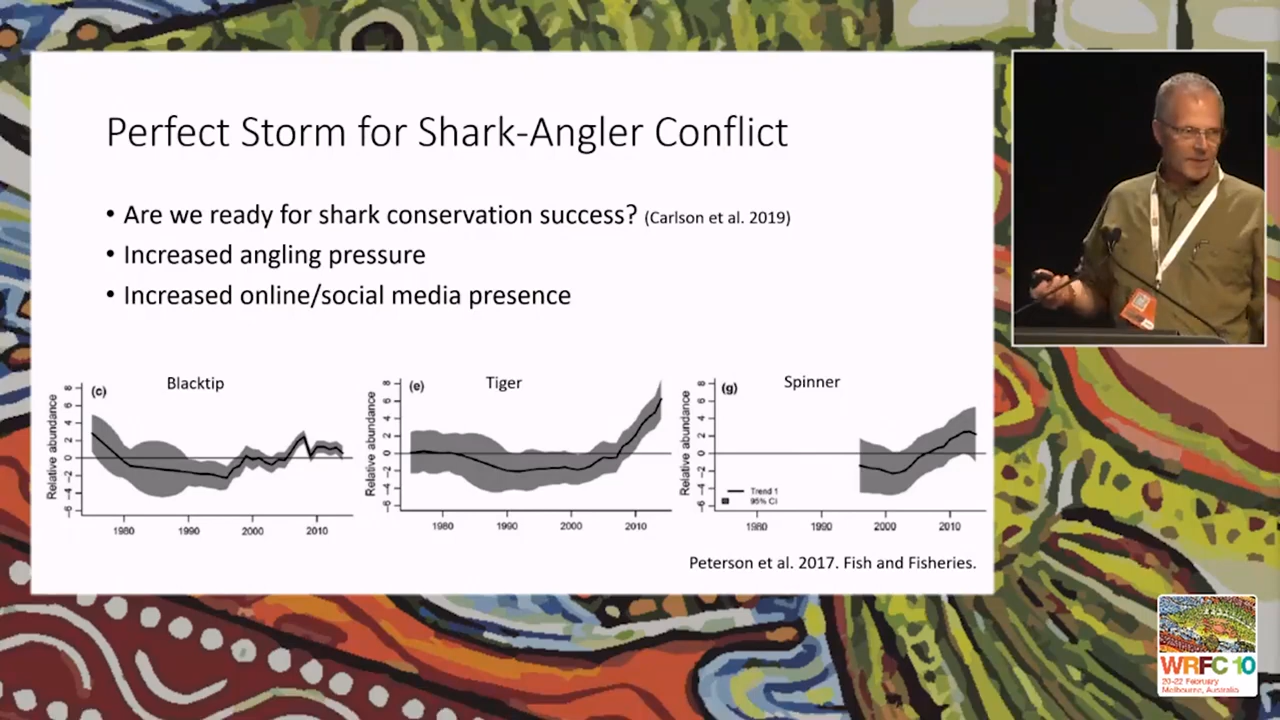 Perfect Storm for Shark-Angler Conflict
• Are we ready for shark conservation success? (Carlson et al. 2019)
• Increased angling pressure
• Increased online/social media presence
(c) Blacktip
Relative abundance
8
6
4
2
0
-2
-4
-6
1980 1990 2000 2010
(e) Tiger
Relative abundance
8
6
4
2
0
-2
-4
-6
1980 1990 2000 2010
(g) Spinner
Relative abundance
8
6
4
2
0
-2
-4
-6
Trend 1
95% CI
1980 1990 2000 2010
Peterson et al. 2017. Fish and Fisheries.
WRFC 10
20-22 February
Melbourne, Australia